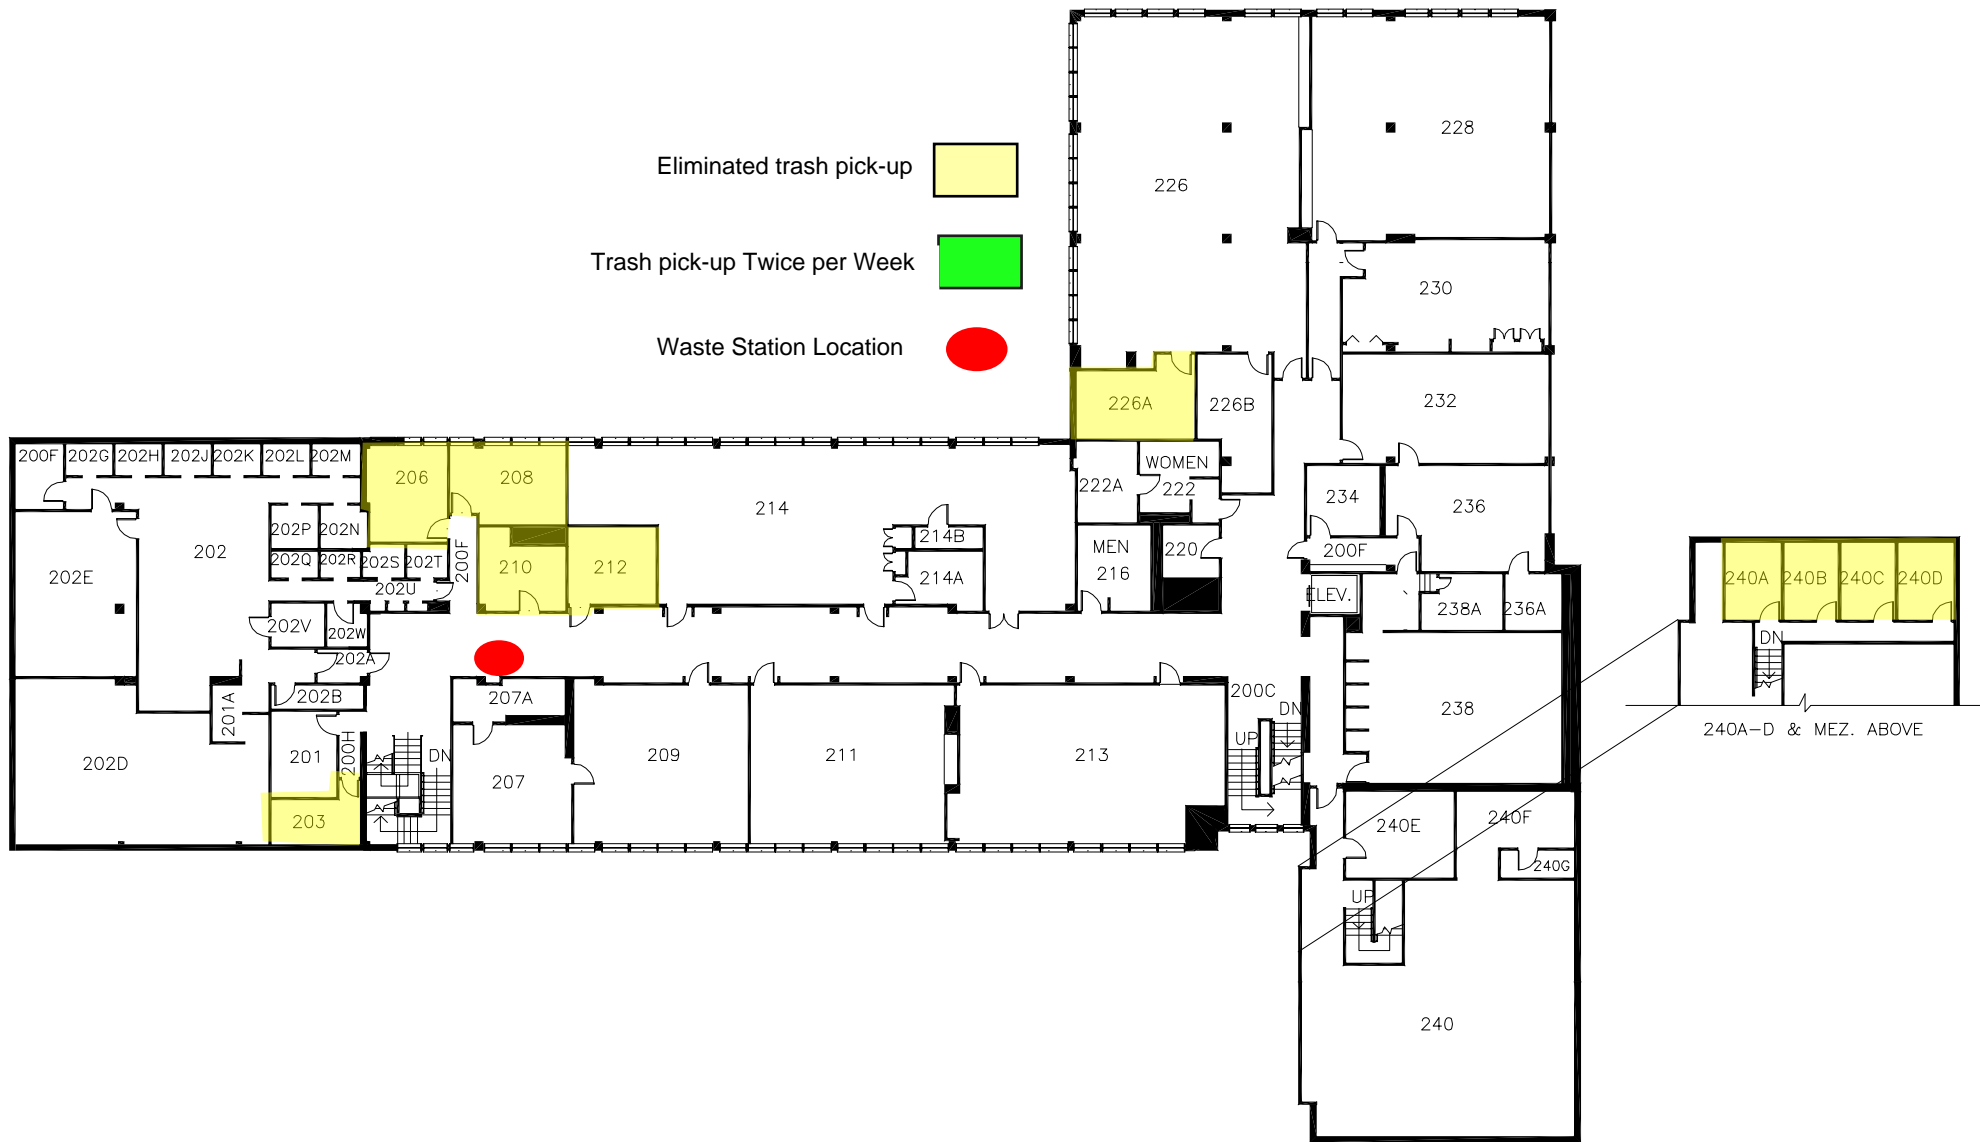 Eliminated trash pick-up
Trash pick-up Twice per Week
Waste Station Location
228
226
230
226A
226B
232
200F
202G
202H
202J
202K
202L
202M
206
208
214
222A
WOMEN
222
234
236
202P
202N
200F
214B
MEN
216
220
200F
202
202E
202Q
202R
202S
202T
202U
210
212
214A
ELEV.
238A
236A
240A
240B
240C
240D
202V
202W
202A
202B
207A
200C
DN
UP
238
DN
240A-D & MEZ. ABOVE
201A
201
200H
DN
202D
203
207
209
211
213
240E
240F
240G
UP
240